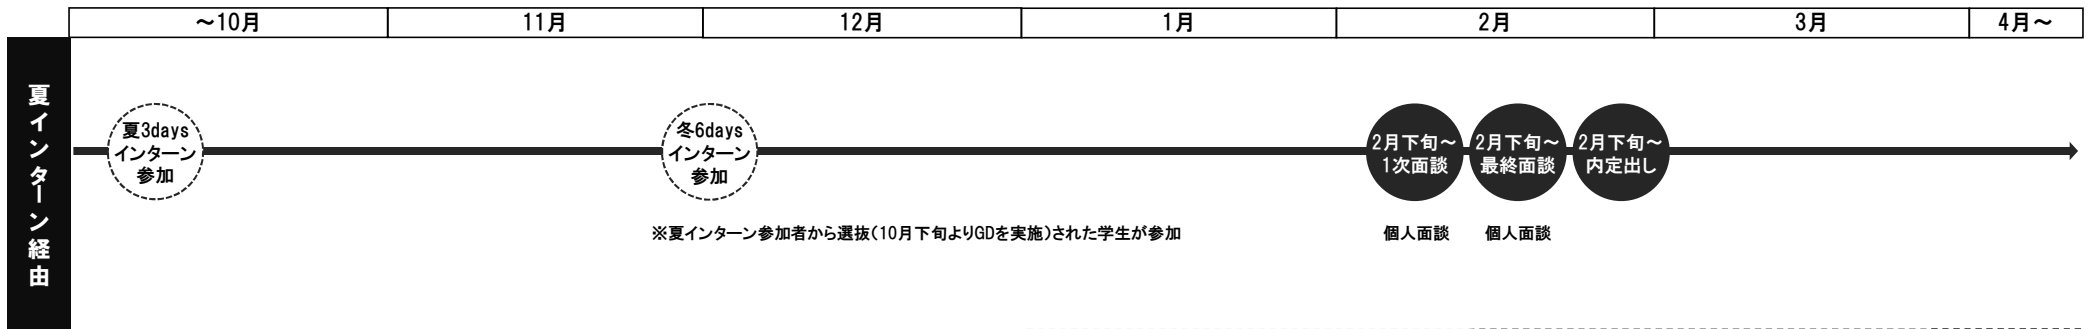 ～10月
11月
12月
1月
2月
3月
4月～
夏インターン経由
夏3days
インターン
参加
冬6days
インターン
参加
2月下旬～
1次面談
2月下旬～
最終面談
2月下旬～
内定出し
※夏インターン参加者から選抜（10月下旬よりGDを実施）された学生が参加
個人面談
個人面談